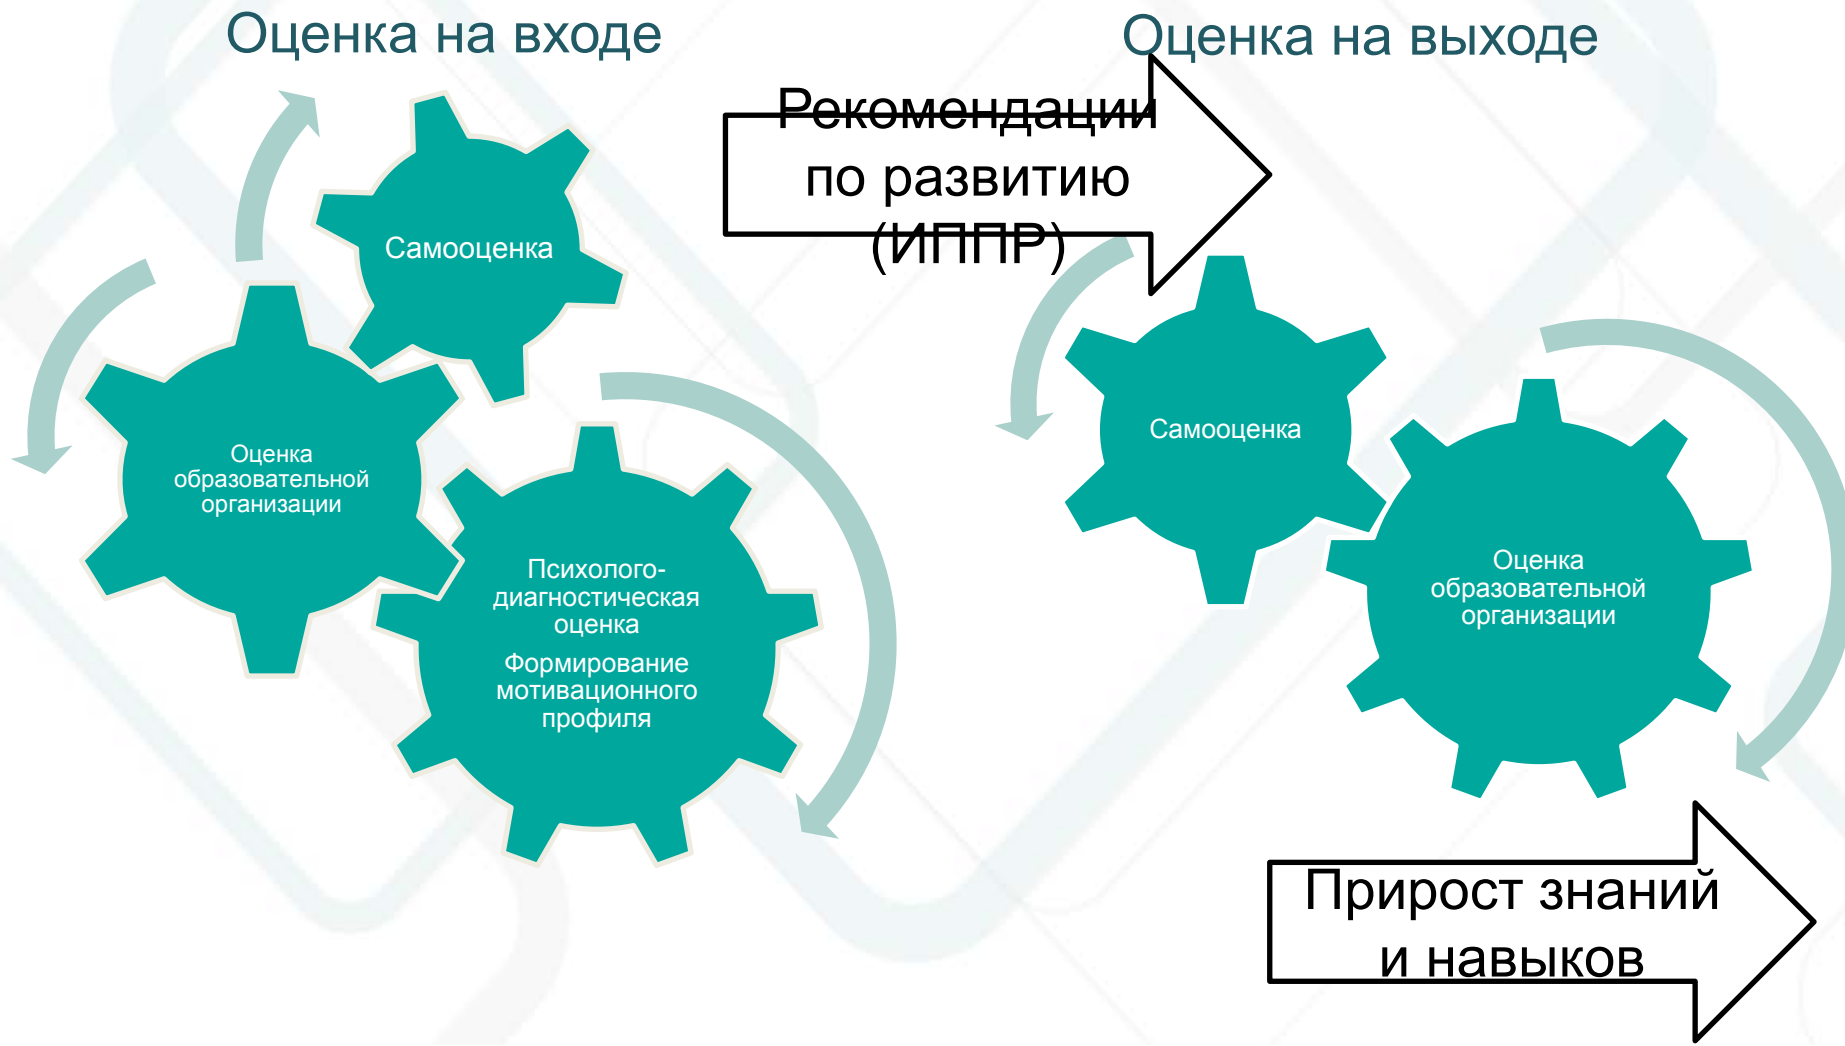 Оценка на входе
Самооценка
Оценка
образовательной
организации
Психолого-
диагностическая
оценка
Формирование
мотивационного
профиля
Рекомендации
по развитию
(ИППР)
Оценка на выходе
Самооценка
Оценка
образовательной
организации
Прирост знаний
и навыков